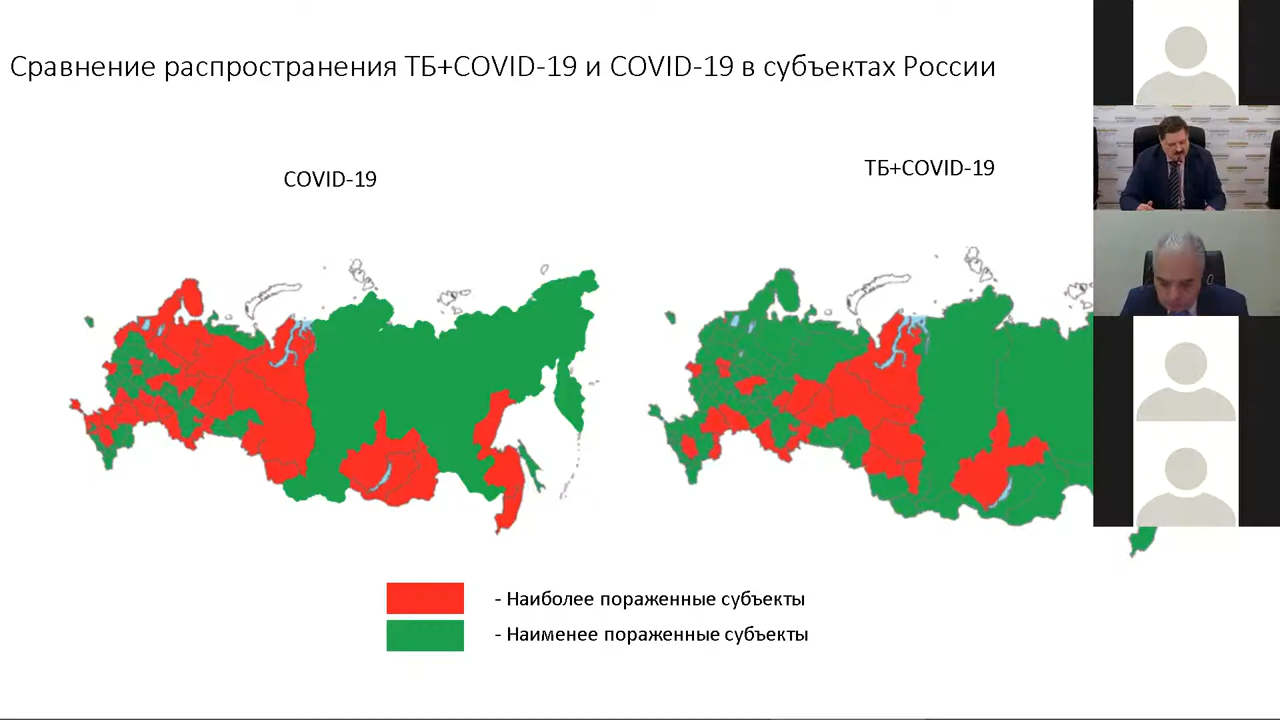 Сравнение распространения ТБ+COVID-19 и COVID-19 в субъектах России
COVID-19
ТБ+COVID-19
- Наиболее пораженные субъекты
- Наименее пораженные субъекты